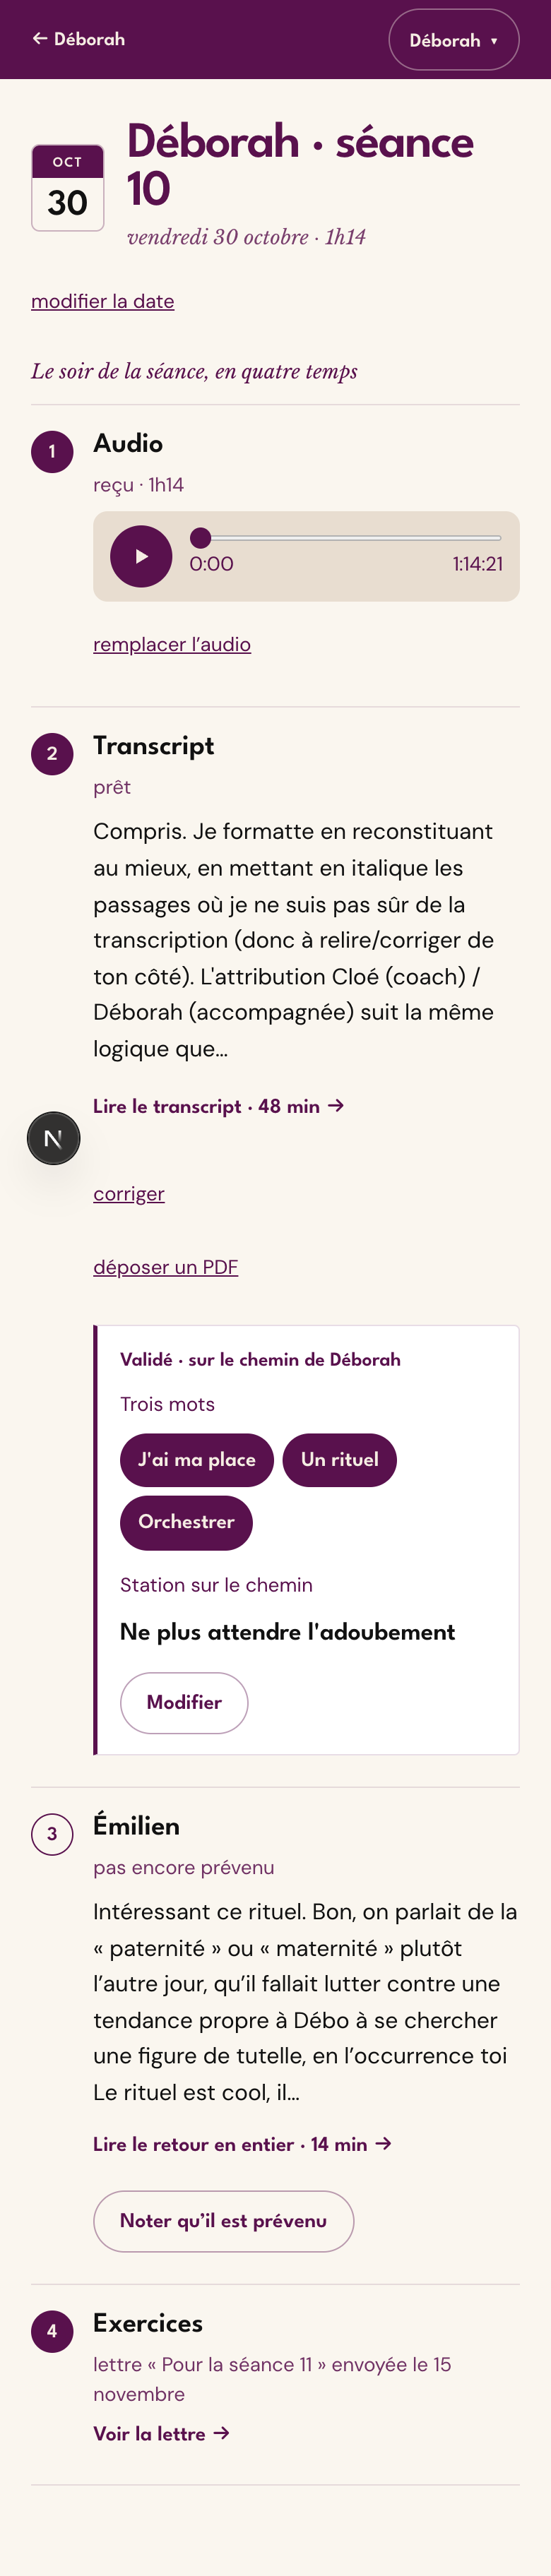 ← Déborah
Déborah ▾
OCT
30
Déborah · séance
10
vendredi 30 octobre · 1h14
modifier la date
Le soir de la séance, en quatre temps
1
Audio
reçu · 1h14
0:00
1:14:21
remplacer l’audio
2
Transcript
prêt
Compris. Je formatte en reconstituant
au mieux, en mettant en italique les
passages où je ne suis pas sûr de la
transcription (donc à relire/corriger de
ton côté). L'attribution Cloé (coach) /
Déborah (accompagnée) suit la même
logique que…
Lire le transcript · 48 min →
N
corriger
déposer un PDF
Validé · sur le chemin de Déborah
Trois mots
J'ai ma place
Un rituel
Orchestrer
Station sur le chemin
Ne plus attendre l'adoubement
Modifier
3
Émilien
pas encore prévenu
Intéressant ce rituel. Bon, on parlait de la
« paternité » ou « maternité » plutôt
l’autre jour, qu’il fallait lutter contre une
tendance propre à Débo à se chercher
une figure de tutelle, en l’occurrence toi
Le rituel est cool, il…
Lire le retour en entier · 14 min →
Noter qu’il est prévenu
4
Exercices
lettre « Pour la séance 11 » envoyée le 15
novembre
Voir la lettre →